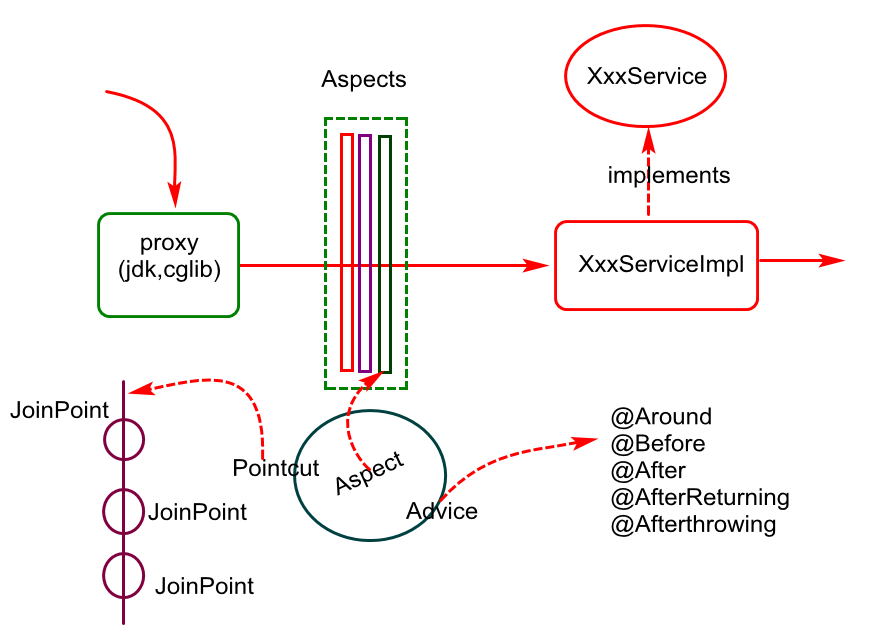 XxxService
Aspects
implements
proxy
(jdk,cglib)
XxxServiceImpl
JoinPoint
Pointcut
Aspect
Advice
JoinPoint
JoinPoint
@Around
@Before
@After
@AfterReturning
@Afterthrowing